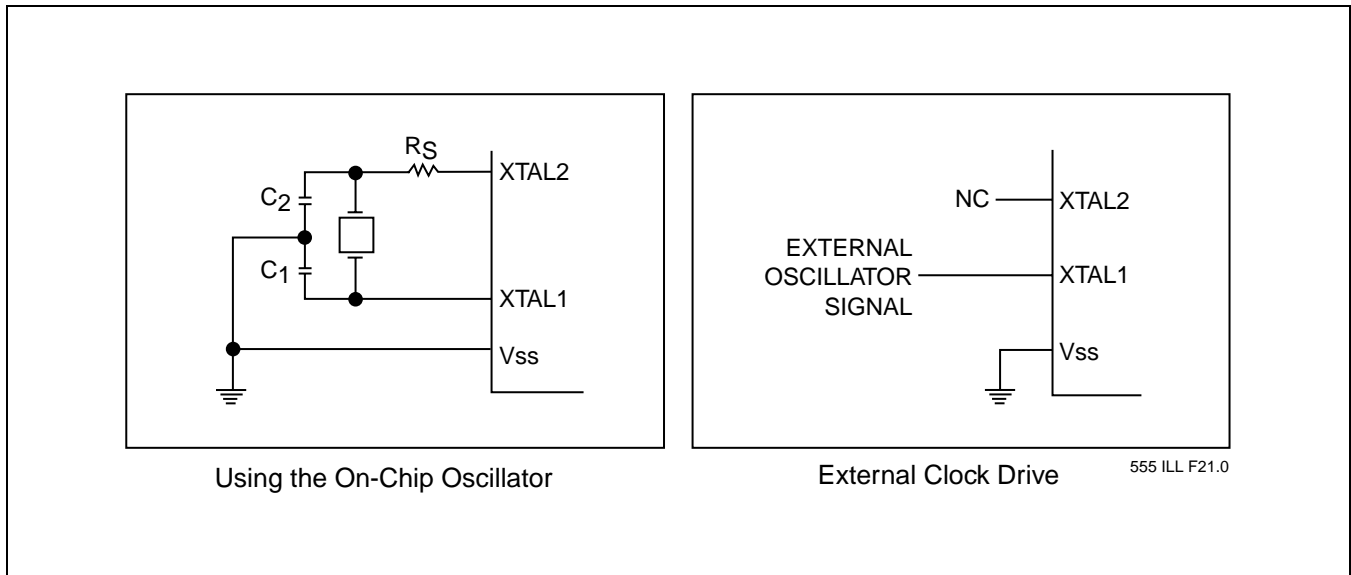 RS
XTAL2
C2
C1
XTAL1
Vss
Using the On-Chip Oscillator
NC
XTAL2
EXTERNAL
OSCILLATOR
SIGNAL
XTAL1
Vss
External Clock Drive
555 ILL F21.0